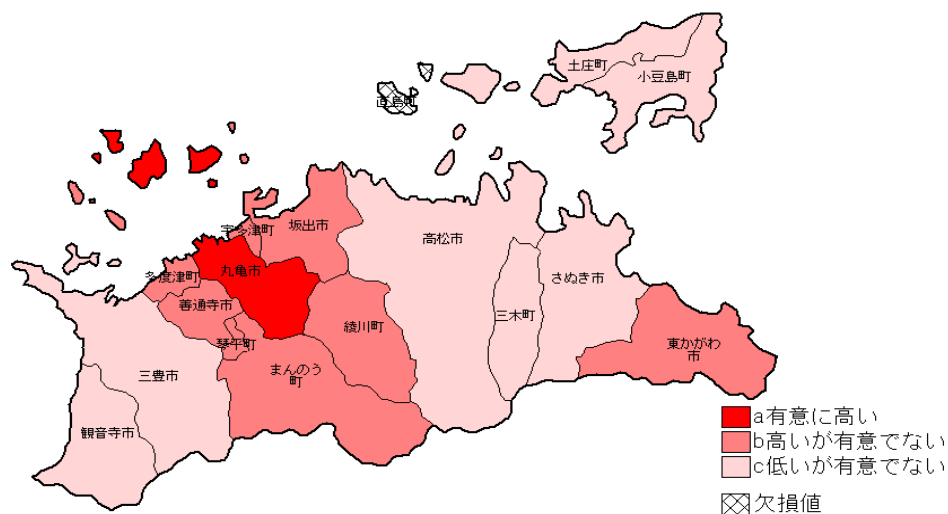 土庄町
小豆島町
直島町
宇多津町
坂出市
高松市
丸亀市
多度津町
さぬき市
善通寺市
三木町
綾川町
琴平町
東かがわ
市
まんのう
町
三豊市
観音寺市
a有意に高い
b高いが有意でない
c低いが有意でない
欠損値